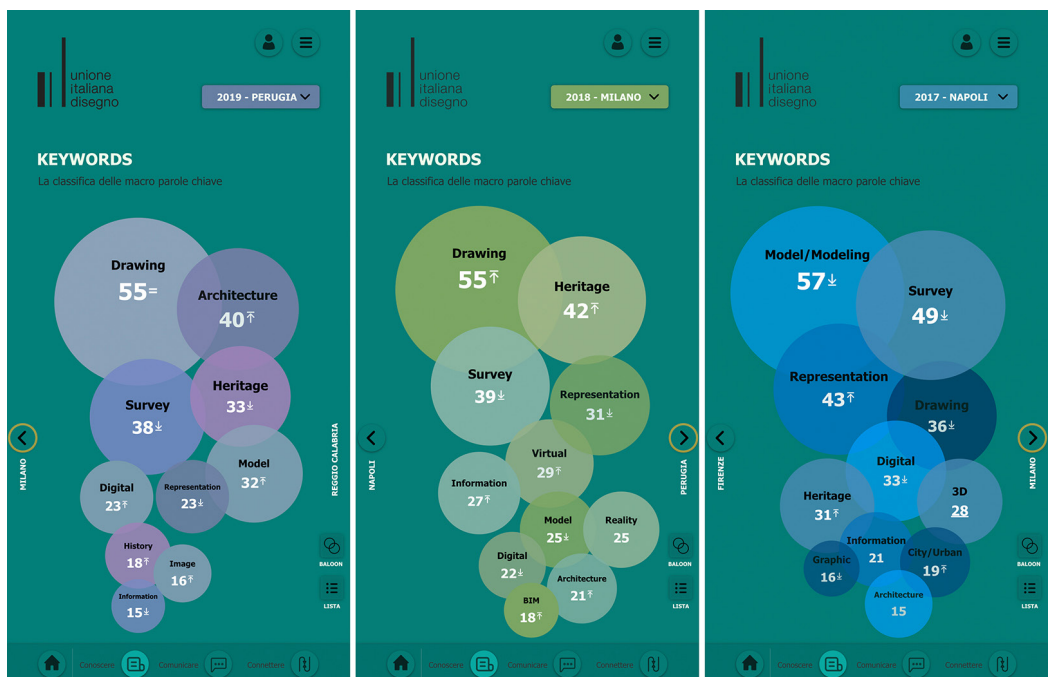 unione
italiana
disegno
2019 - PERUGIA
KEYWORDS
La classifica delle macro parole chiave
Drawing
55=
Architecture
40↑
Heritage
33↓
Survey
38↓
Model
32↑
Digital
23↑
Representation
23↓
History
18↑
Image
16↑
Information
15↓
MILANO
REGGIO CALABRIA
BALOON
LISTA
Conoscere
Comunicare
Connettere
unione
italiana
disegno
2018 - MILANO
KEYWORDS
La classifica delle macro parole chiave
Drawing
55↑
Heritage
42↑
Survey
39↓
Representation
31↓
Virtual
29↑
Information
27↑
Model
25↓
Reality
25
Digital
22↓
Architecture
21↑
BIM
18↑
NAPOLI
PERUGIA
BALOON
LISTA
Conoscere
Comunicare
Connettere
unione
italiana
disegno
2017 - NAPOLI
KEYWORDS
La classifica delle macro parole chiave
Model/Modeling
57↓
Survey
49↓
Representation
43↑
Drawing
36↓
Digital
33↓
Heritage
31↑
3D
28
Information
21
City/Urban
19↑
Graphic
16↓
Architecture
15
FIRENZE
MILANO
BALOON
LISTA
Conoscere
Comunicare
Connettere